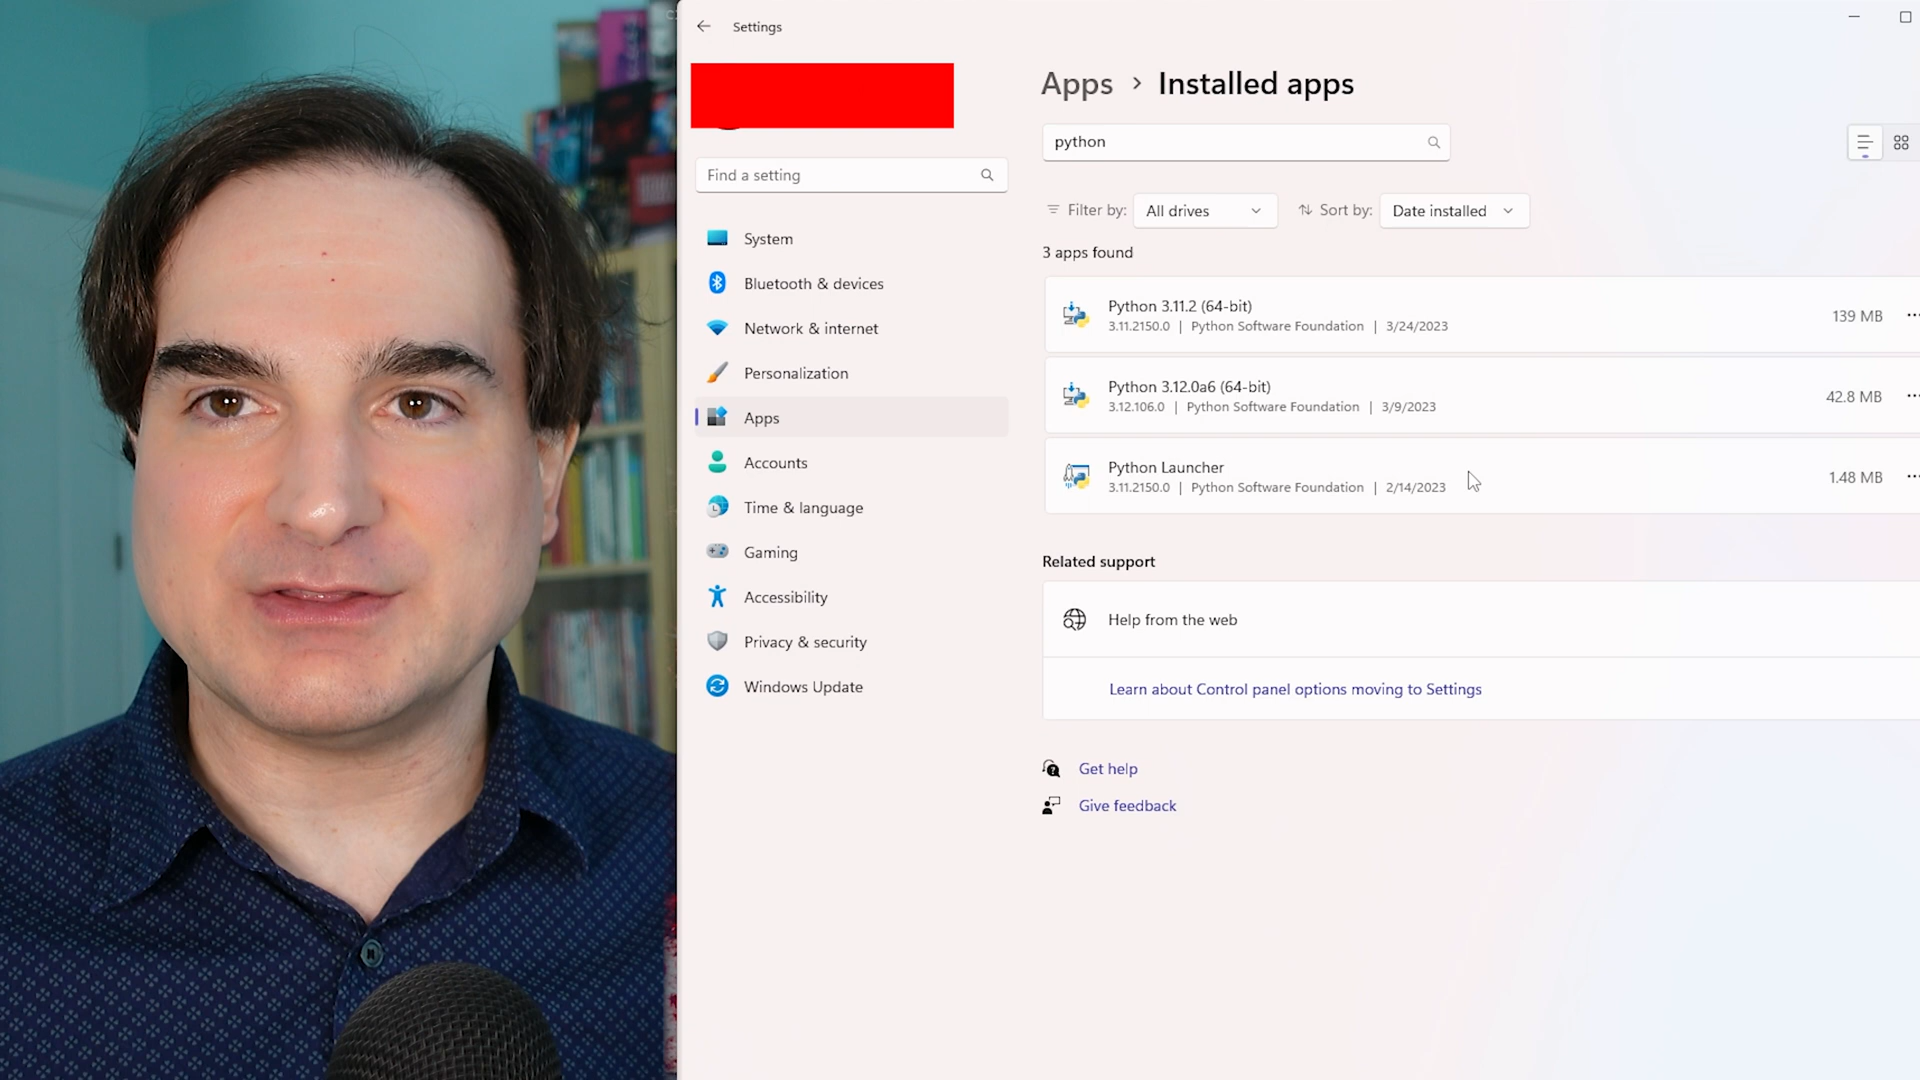 Settings
Apps > Installed apps
python
Find a setting
Filter by: All drives
Sort by: Date installed
3 apps found
System
Bluetooth & devices
Network & internet
Personalization
Apps
Accounts
Time & language
Gaming
Accessibility
Privacy & security
Windows Update
Python 3.11.2 (64-bit)
3.11.2150.0 | Python Software Foundation | 3/24/2023
139 MB
Python 3.12.0a6 (64-bit)
3.12.106.0 | Python Software Foundation | 3/9/2023
42.8 MB
Python Launcher
3.11.2150.0 | Python Software Foundation | 2/14/2023
1.48 MB
Related support
Help from the web
Learn about Control panel options moving to Settings
Get help
Give feedback